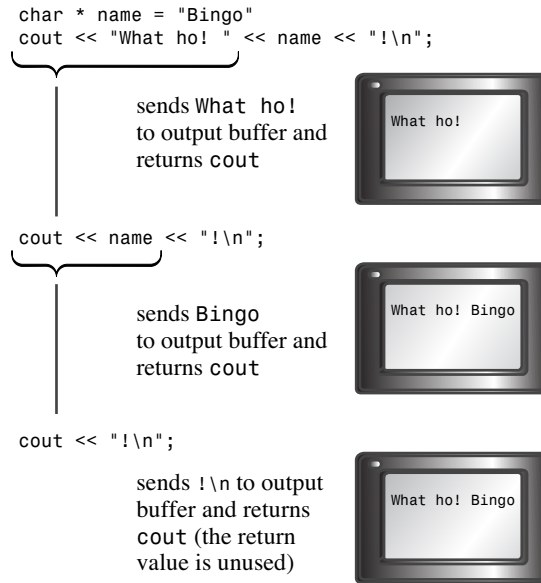 char * name = "Bingo"
cout << "What ho! " << name << "!\n";
sends What ho!
to output buffer and
returns cout
What ho!
cout << name << "!\n";
sends Bingo
to output buffer and
returns cout
What ho! Bingo
cout << "!\n";
sends !\n to output
buffer and returns
cout (the return
value is unused)
What ho! Bingo